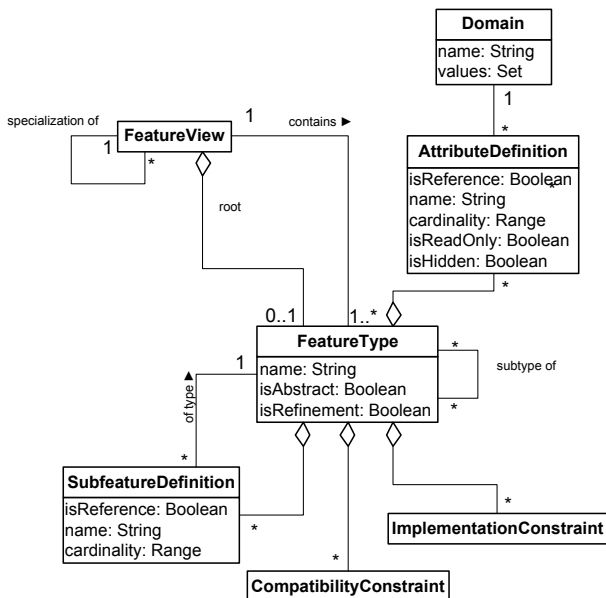 Domain
name: String
values: Set
1
*
specialization of
1
*
FeatureView
1
contains ►
AttributeDefinition
isReference: Boolean
*
name: String
cardinality: Range
isReadOnly: Boolean
isHidden: Boolean
root
*
0..1
1..*
FeatureType
name: String
isAbstract: Boolean
isRefinement: Boolean
*
subtype of
*
1
of type ►
*
SubfeatureDefinition
isReference: Boolean
name: String
cardinality: Range
*
*
ImplementationConstraint
*
CompatibilityConstraint